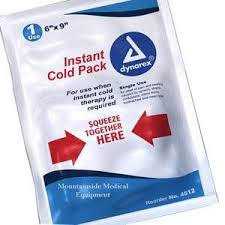 1
Use
6"x9"
Instant
Cold Pack
dynarex®
For use when
instant cold
therapy is
required
Single Use
SQUEEZE
TOGETHER
HERE
Mountainside Medical
Equipment
Reorder No. 4512